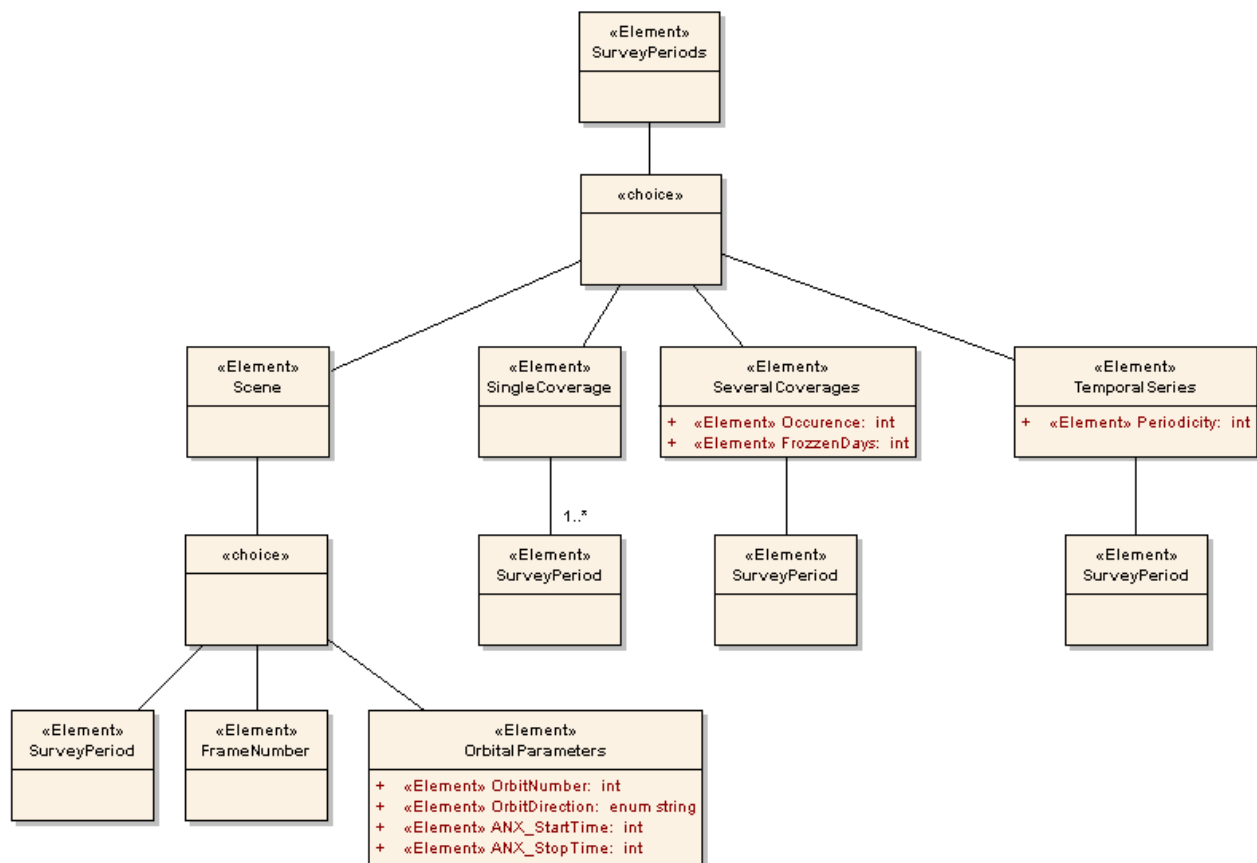 «Element»
SurveyPeriods
«choice»
«Element»
Scene
«Element»
SingleCoverage
«Element»
SeveralCoverages
+ «Element» Occurence: int
+ «Element» FrozzenDays: int
«Element»
TemporalSeries
+ «Element» Periodicity: int
1..*
«choice»
«Element»
SurveyPeriod
«Element»
SurveyPeriod
«Element»
SurveyPeriod
«Element»
SurveyPeriod
«Element»
FrameNumber
«Element»
OrbitalParameters
+ «Element» OrbitNumber: int
+ «Element» OrbitDirection: enum string
+ «Element» ANX_StartTime: int
+ «Element» ANX_StopTime: int